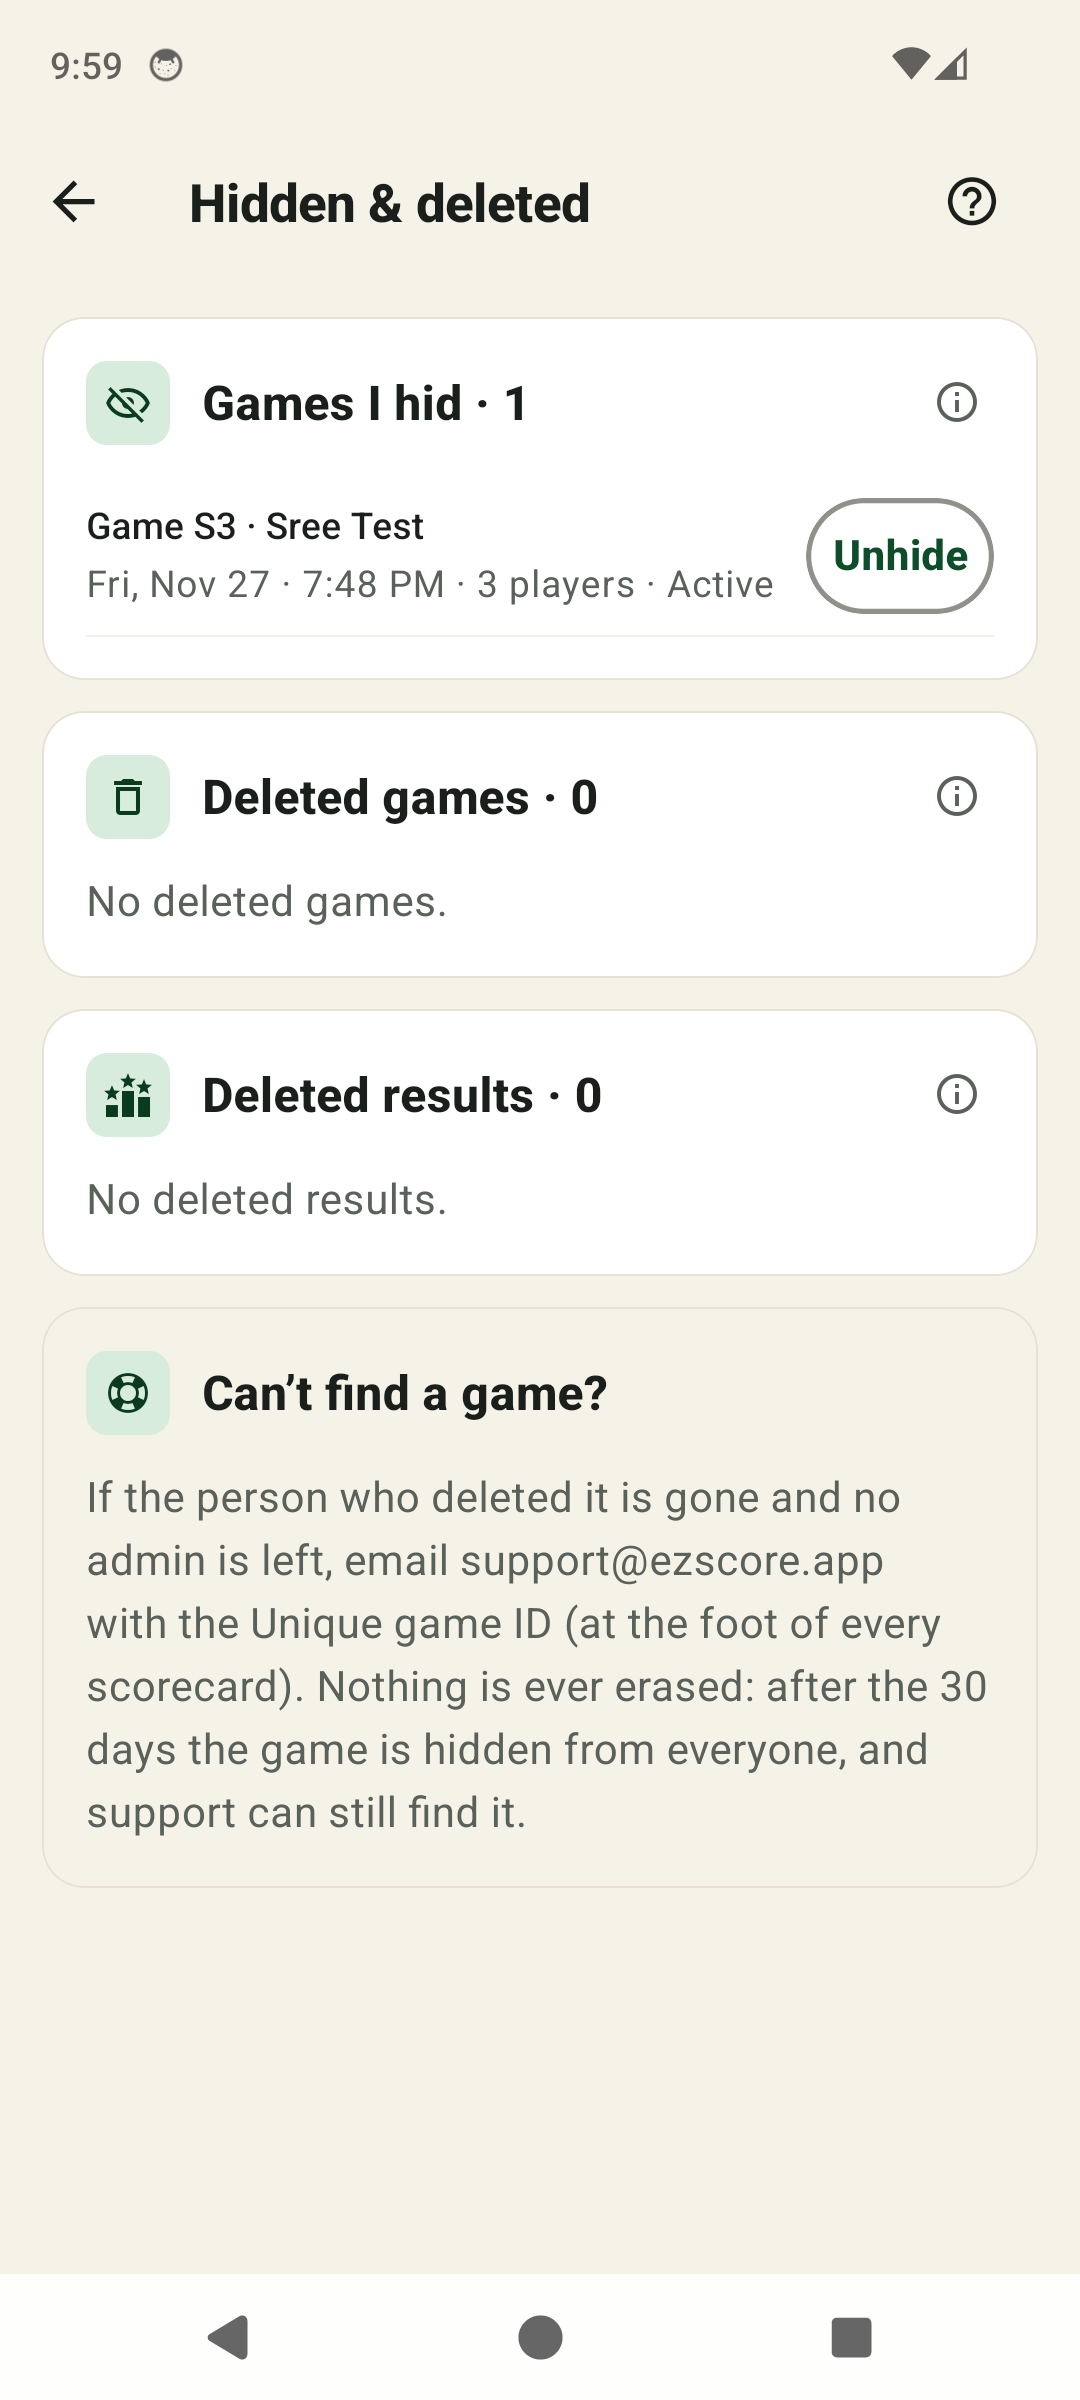 9:59
Hidden & deleted
Games I hid · 1
Game S3 · Sree Test
Fri, Nov 27 · 7:48 PM · 3 players · Active
Unhide
Deleted games · 0
No deleted games.
Deleted results · 0
No deleted results.
Can’t find a game?
If the person who deleted it is gone and no
admin is left, email support@ezscore.app
with the Unique game ID (at the foot of every
scorecard). Nothing is ever erased: after the 30
days the game is hidden from everyone, and
support can still find it.